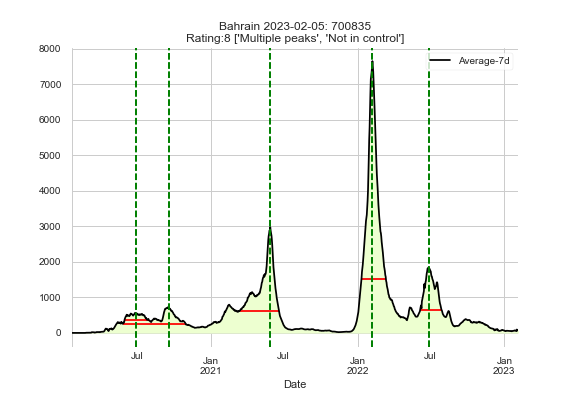 Bahrain 2023-02-05: 700835
Rating:8 ['Multiple peaks', 'Not in control']
Average-7d
8000
7000
6000
5000
4000
3000
2000
1000
0
Jul
Jan
2021
Jul
Jan
2022
Jul
Jan
2023
Date